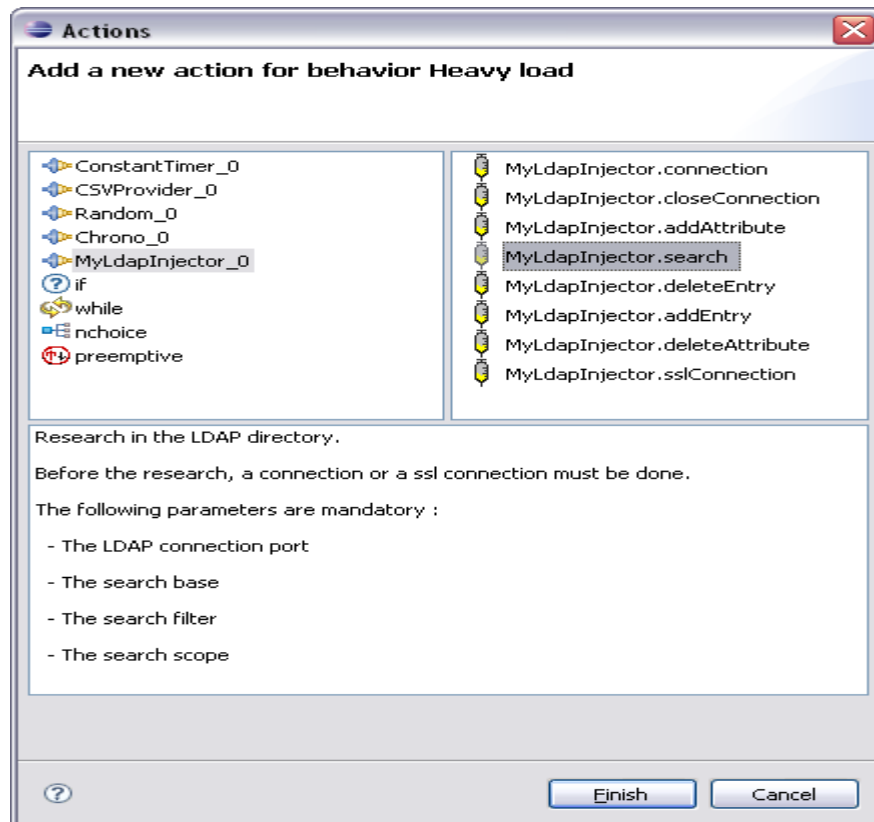 Actions
Add a new action for behavior Heavy load
ConstantTimer_0
CSVProvider_0
Random_0
Chrono_0
MyLdapInjector_0
if
while
nchoice
preemptive
MyLdapInjector.connection
MyLdapInjector.closeConnection
MyLdapInjector.addAttribute
MyLdapInjector.search
MyLdapInjector.deleteEntry
MyLdapInjector.addEntry
MyLdapInjector.deleteAttribute
MyLdapInjector.sslConnection
Research in the LDAP directory.
Before the research, a connection or a ssl connection must be done.
The following parameters are mandatory :
- The LDAP connection port
- The search base
- The search filter
- The search scope
Finish
Cancel